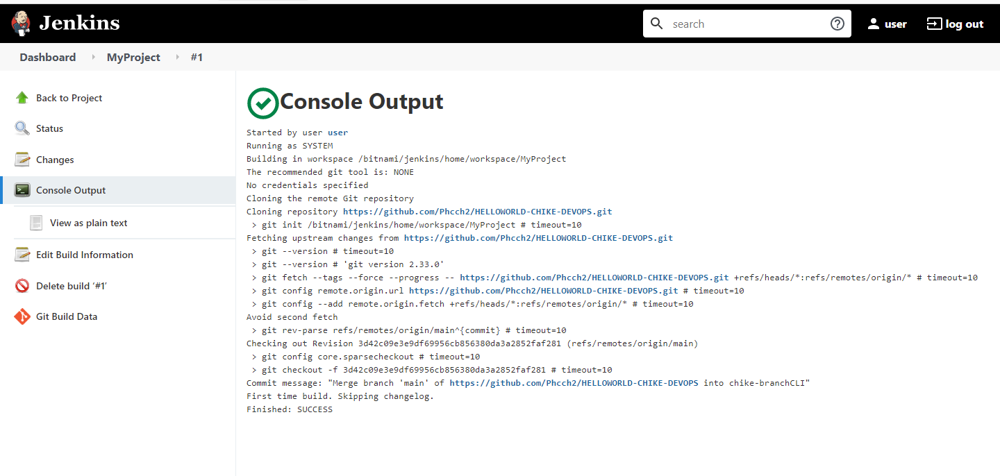 Jenkins
search
user
log out
Dashboard
MyProject
#1
Back to Project
Status
Changes
Console Output
View as plain text
Edit Build Information
Delete build ‘#1’
Git Build Data
Console Output
Started by user user
Running as SYSTEM
Building in workspace /bitnami/jenkins/home/workspace/MyProject
The recommended git tool is: NONE
No credentials specified
Cloning the remote Git repository
Cloning repository https://github.com/Phcch2/HELLOWORLD-CHIKE-DEVOPS.git
 > git init /bitnami/jenkins/home/workspace/MyProject # timeout=10
Fetching upstream changes from https://github.com/Phcch2/HELLOWORLD-CHIKE-DEVOPS.git
 > git --version # timeout=10
 > git --version # 'git version 2.33.0'
 > git fetch --tags --force --progress -- https://github.com/Phcch2/HELLOWORLD-CHIKE-DEVOPS.git +refs/heads/*:refs/remotes/origin/* # timeout=10
 > git config remote.origin.url https://github.com/Phcch2/HELLOWORLD-CHIKE-DEVOPS.git # timeout=10
 > git config --add remote.origin.fetch +refs/heads/*:refs/remotes/origin/* # timeout=10
Avoid second fetch
 > git rev-parse refs/remotes/origin/main^{commit} # timeout=10
Checking out Revision 3d42c09e3e9df69956cb856380da3a2852faf281 (refs/remotes/origin/main)
 > git config core.sparsecheckout # timeout=10
 > git checkout -f 3d42c09e3e9df69956cb856380da3a2852faf281 # timeout=10
Commit message: "Merge branch 'main' of https://github.com/Phcch2/HELLOWORLD-CHIKE-DEVOPS into chike-branchCLI"
First time build. Skipping changelog.
Finished: SUCCESS